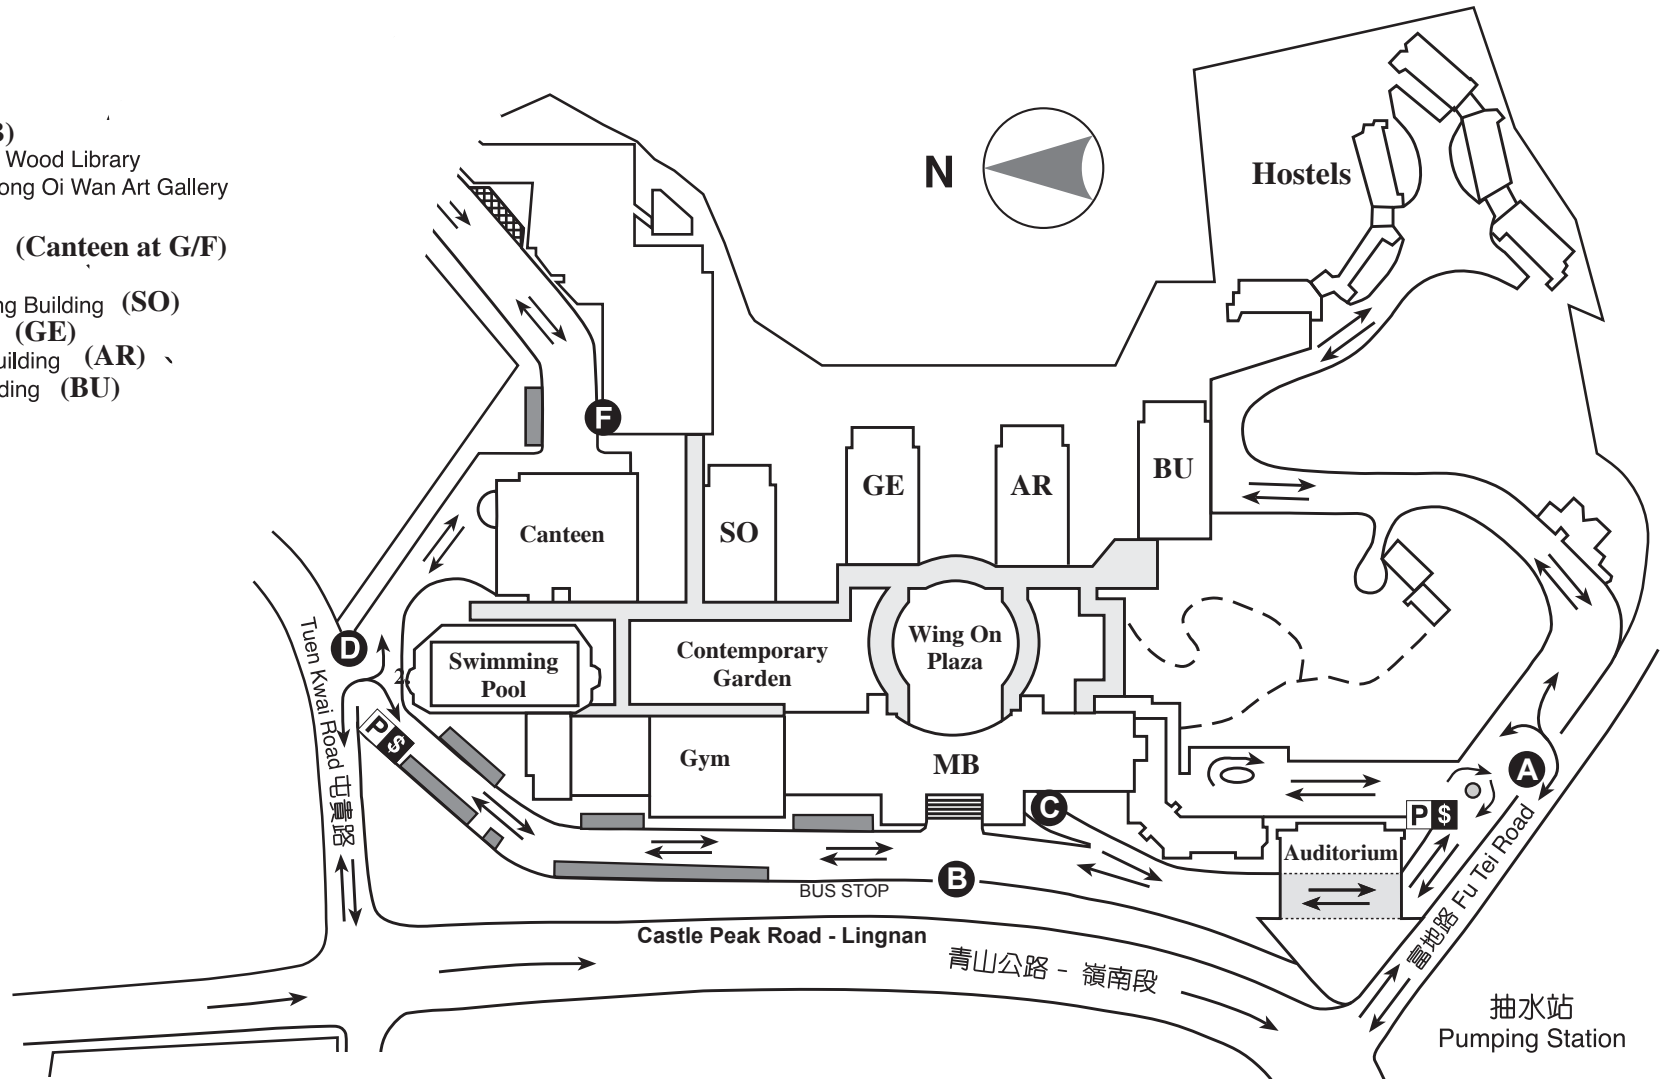 B)
Wood Library
ong Oi Wan Art Gallery
(Canteen at G/F)
ng Building (SO)
(GE)
uilding (AR) 、
ding (BU)
N
Hostels
F
GE
AR
BU
Canteen
SO
D
2.
Swimming
Pool
Contemporary
Garden
Wing On
Plaza
Tuen Kwai Road 屯貴路
P $
Gym
MB
C
A
P $
Auditorium
BUS STOP
B
Castle Peak Road - Lingnan
青山公路 - 嶺南段
富地路 Fu Tei Road
抽水站
Pumping Station